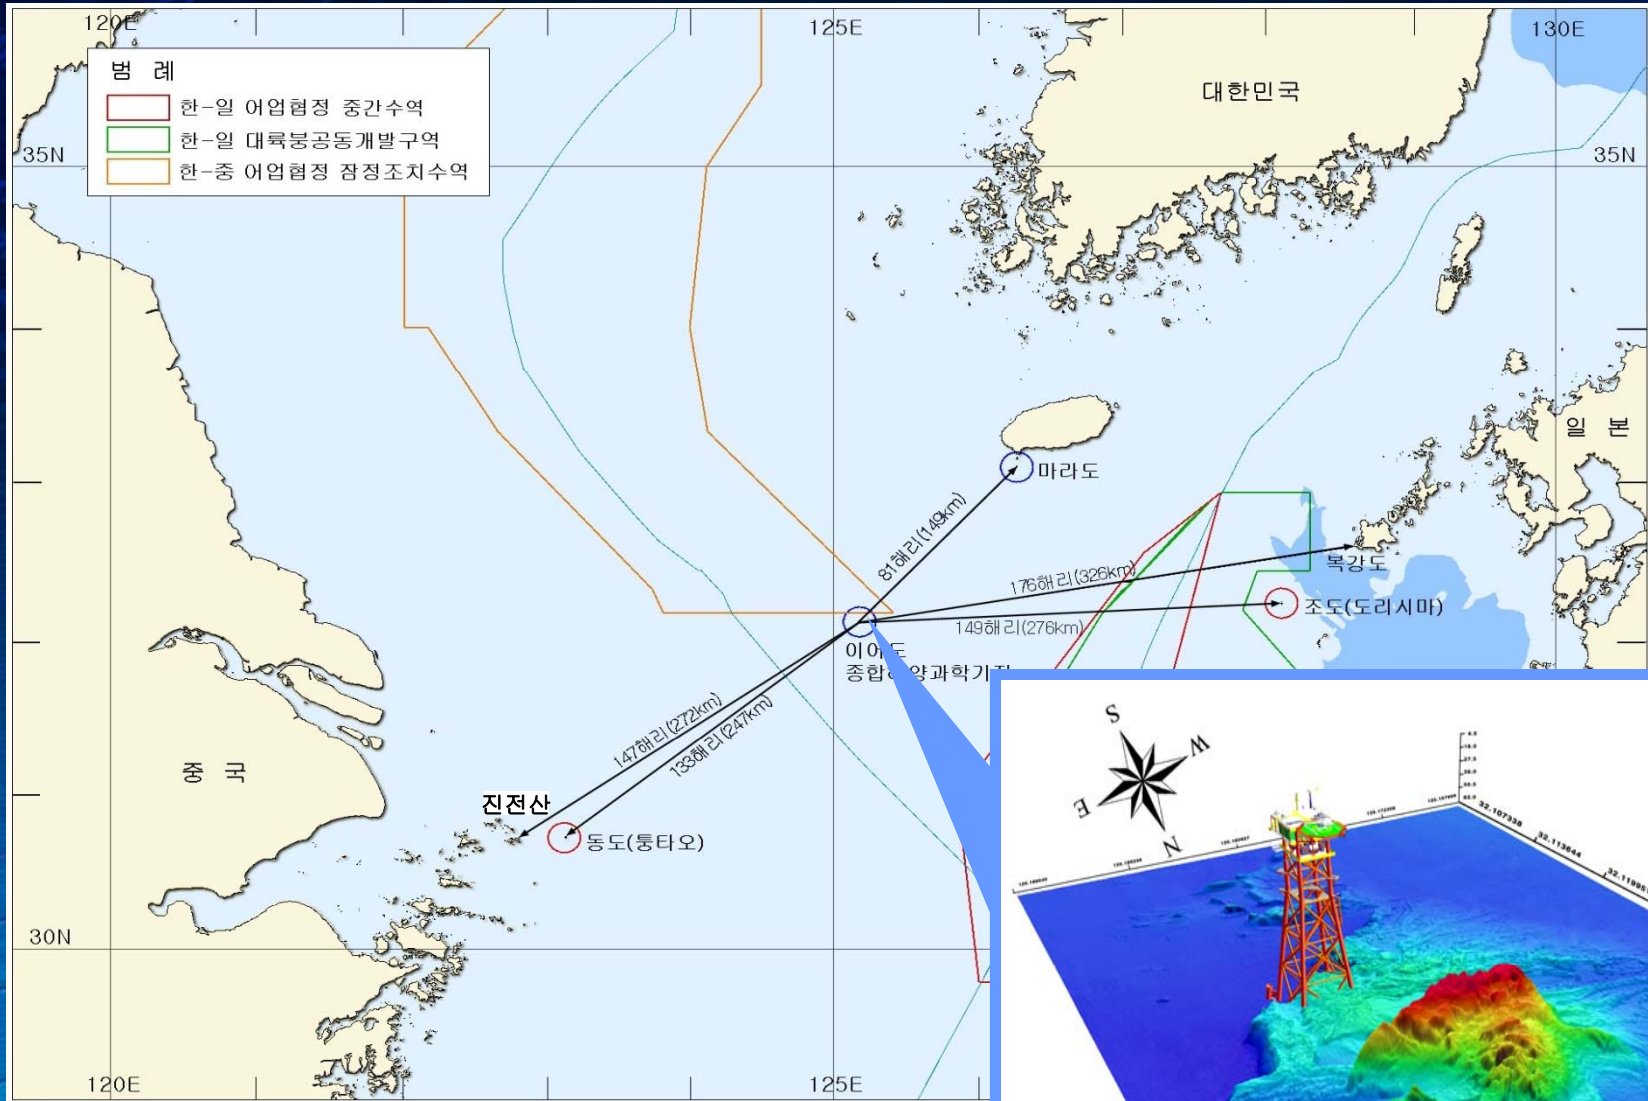 120E
125E
130E
범 례
한-일 어업협정 중간수역
한-일 대륙붕공동개발구역
한-중 어업협정 잠정조치수역
35N
35N
대한민국
일 본
마라도
81해리(149km)
176해리(326km)
복강도
149해리(276km)
조도(도리시마)
이어도
종합해양과학기지
147해리(272km)
133해리(247km)
중 국
진전산
동도(퉁타오)
30N
120E
125E
S
W
E
N
32.107338
32.113644